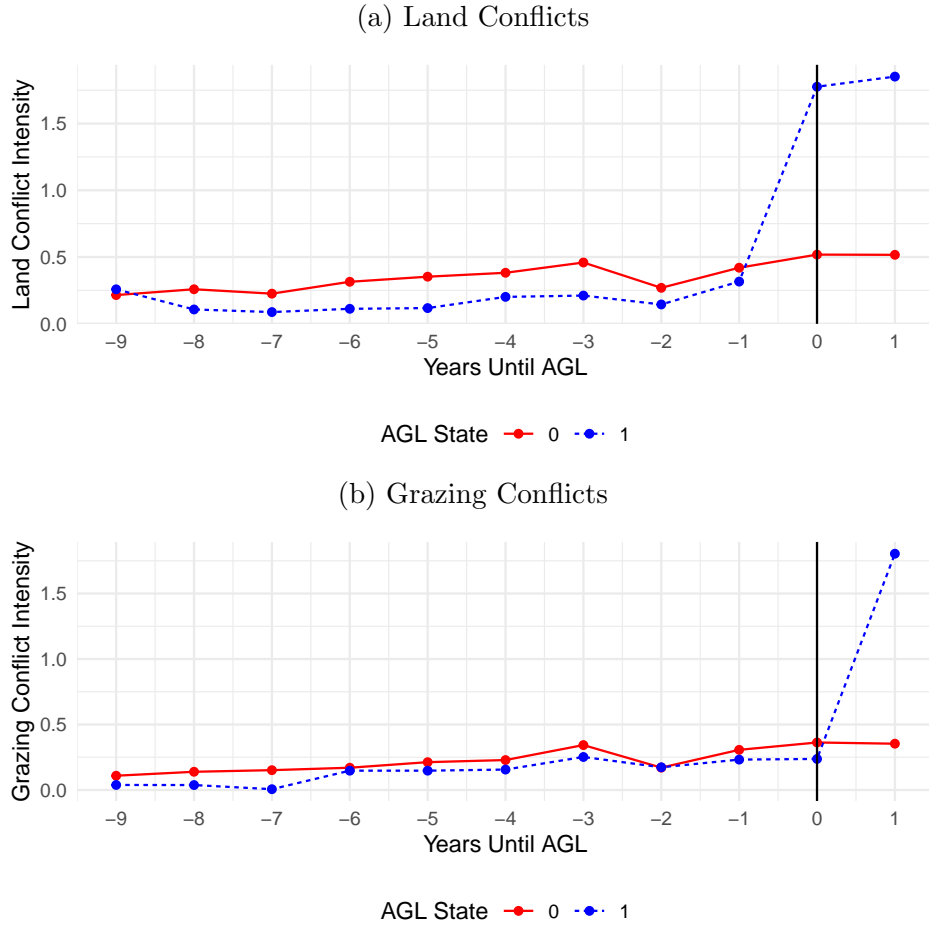 (a) Land Conflicts
Land Conflict Intensity
1.5
1.0
0.5
0.0
−9 −8 −7 −6 −5 −4 −3 −2 −1 0 1
Years Until AGL
AGL State 0 1
(b) Grazing Conflicts
Grazing Conflict Intensity
1.5
1.0
0.5
0.0
−9 −8 −7 −6 −5 −4 −3 −2 −1 0 1
Years Until AGL
AGL State 0 1